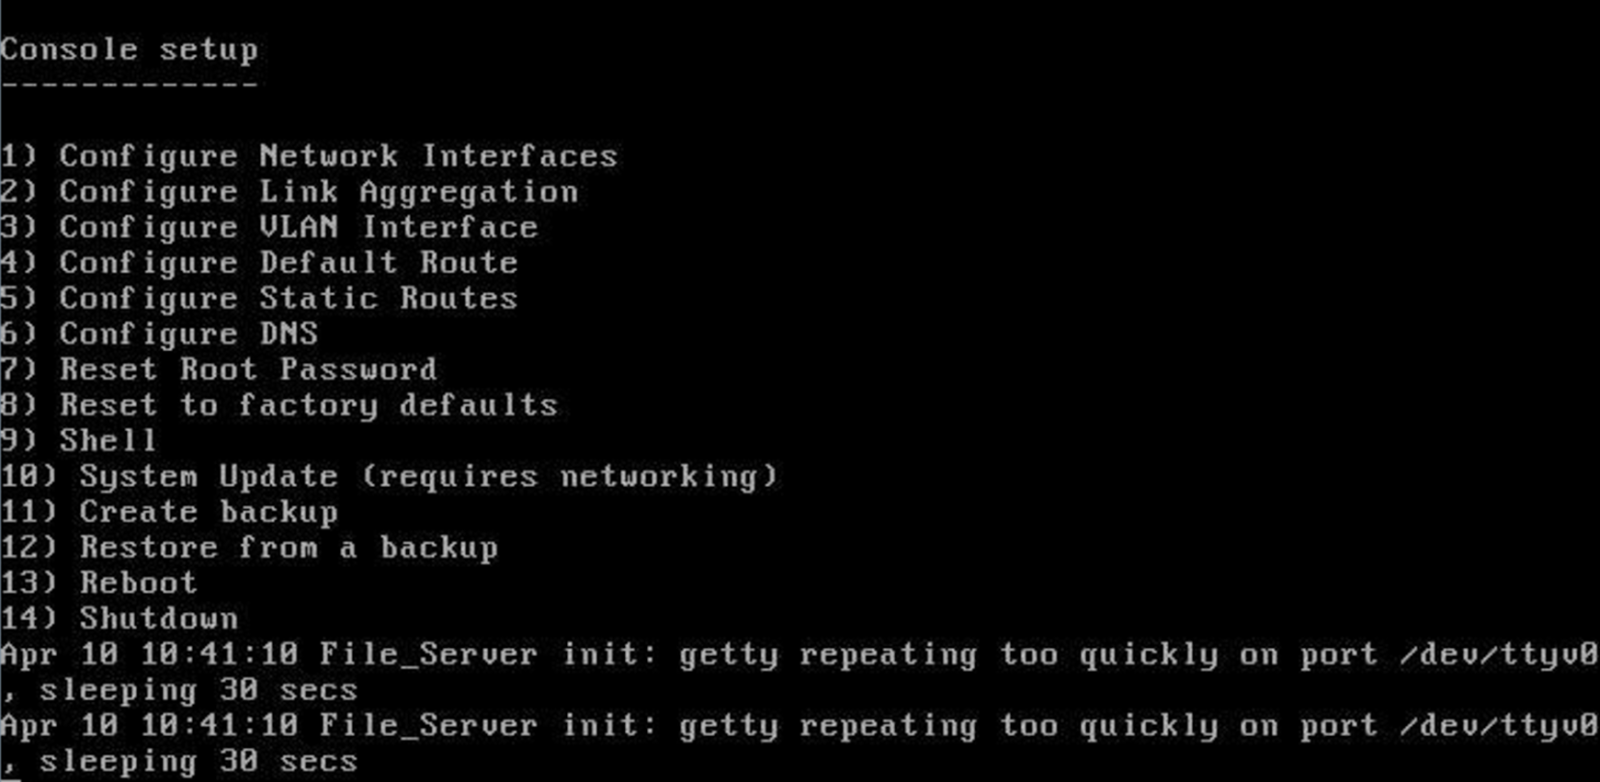 Console setup
-------------
1) Configure Network Interfaces
2) Configure Link Aggregation
3) Configure VLAN Interface
4) Configure Default Route
5) Configure Static Routes
6) Configure DNS
7) Reset Root Password
8) Reset to factory defaults
9) Shell
10) System Update (requires networking)
11) Create backup
12) Restore from a backup
13) Reboot
14) Shutdown
Apr 10 10:41:10 File_Server init: getty repeating too quickly on port /dev/ttyv0
, sleeping 30 secs
Apr 10 10:41:10 File_Server init: getty repeating too quickly on port /dev/ttyv0
, sleeping 30 secs